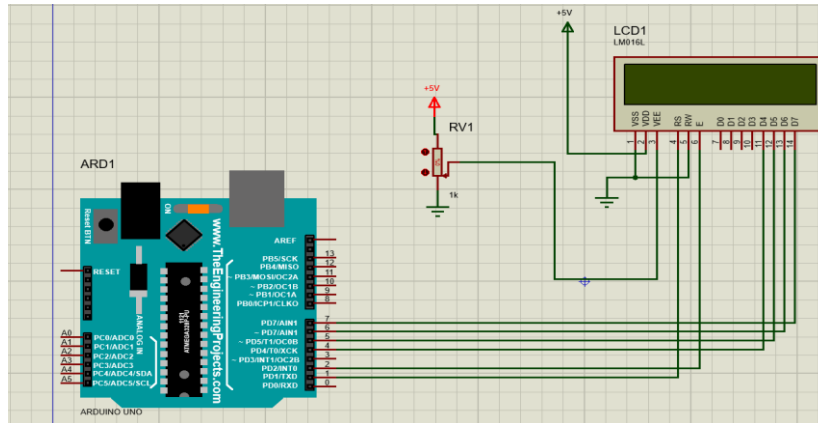 +5V
LCD1
LM016L
VSS
VDD
VEE
RS
RW
E
D0
D1
D2
D3
D4
D5
D6
D7
1
2
3
4
5
6
7
8
9
10
11
12
13
14
+5V
RV1
1k
ARD1
Reset BTN
CN
www.TheEngineeringProjects.com
RESET
ANALOG IN
AREF
PB5/SCK 13
PB4/MISO 12
~ PB3/MOSI/OC2A 11
~ PB2/OC1B 10
~ PB1/OC1A 9
PB0/ICP1/CLKO 8
PD7/AIN1 7
~ PD7/AIN1 6
~ PD5/T1/OC0B 5
PD4/T0/XCK 4
~ PD3/INT1/OC2B 3
PD2/INT0 2
PD1/TXD 1
PD0/RXD 0
A0 PC0/ADC0
A1 PC1/ADC1
A2 PC2/ADC2
A3 PC3/ADC3
A4 PC4/ADC4/SDA
A5 PC5/ADC5/SCL
ARDUINO UNO